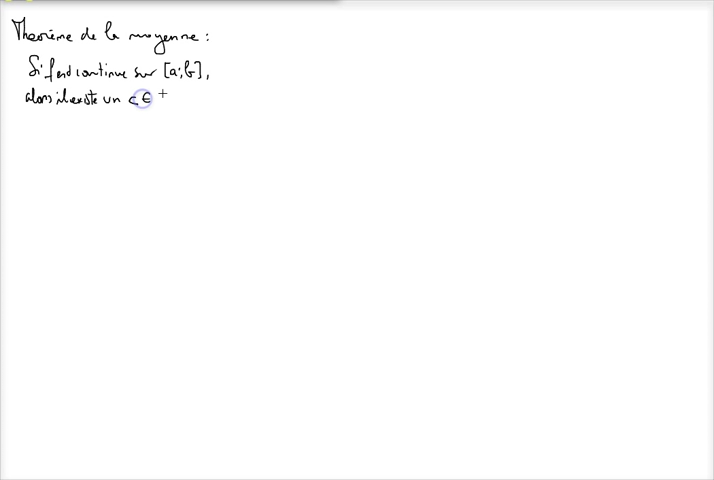 Théorème de la moyenne :
Si f est continue sur [a;b],
alors il existe un c ∈